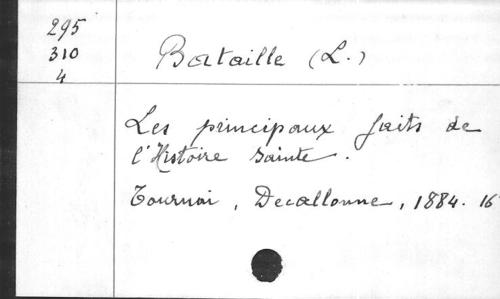 295
310
4
Bataille (L.)
Les principaux faits de
l'Histoire Sainte.
Tournai, Decallonne, 1884. 16°